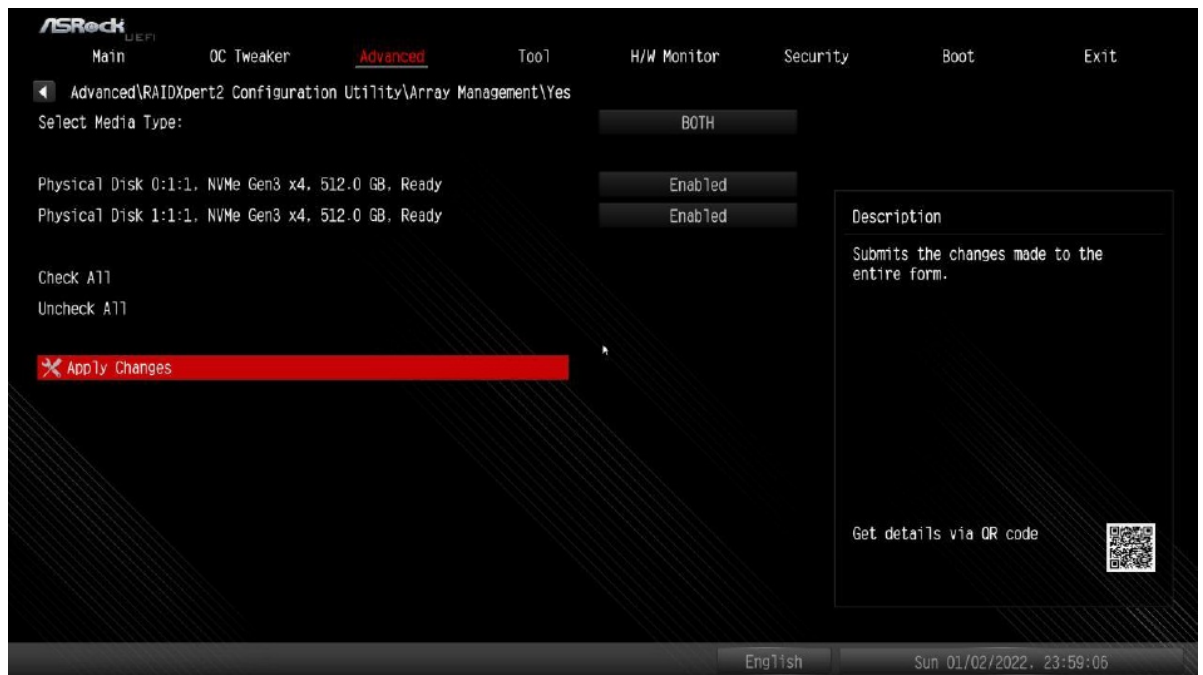 ASRock
UEFI
Main OC Tweaker Advanced Tool H/W Monitor Security Boot Exit
Advanced\RAIDXpert2 Configuration Utility\Array Management\Yes
Select Media Type: BOTH
Physical Disk 0:1:1, NVMe Gen3 x4, 512.0 GB, Ready Enabled
Physical Disk 1:1:1, NVMe Gen3 x4, 512.0 GB, Ready Enabled
Check All
Uncheck All
Apply Changes
Description
Submits the changes made to the
entire form.
Get details via QR code
English Sun 01/02/2022, 23:59:06